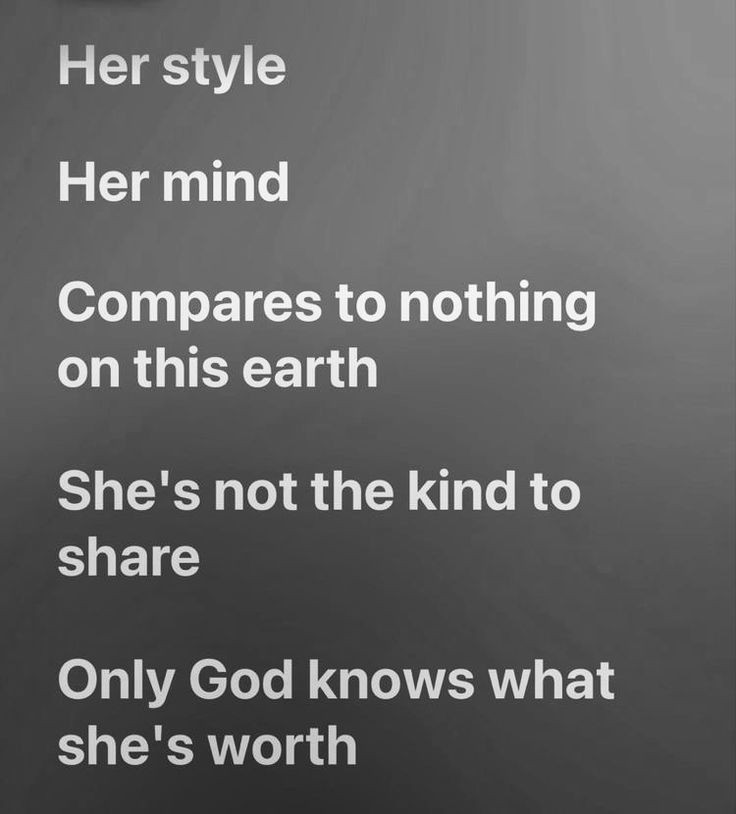 Her style
Her mind
Compares to nothing
on this earth
She's not the kind to
share
Only God knows what
she's worth